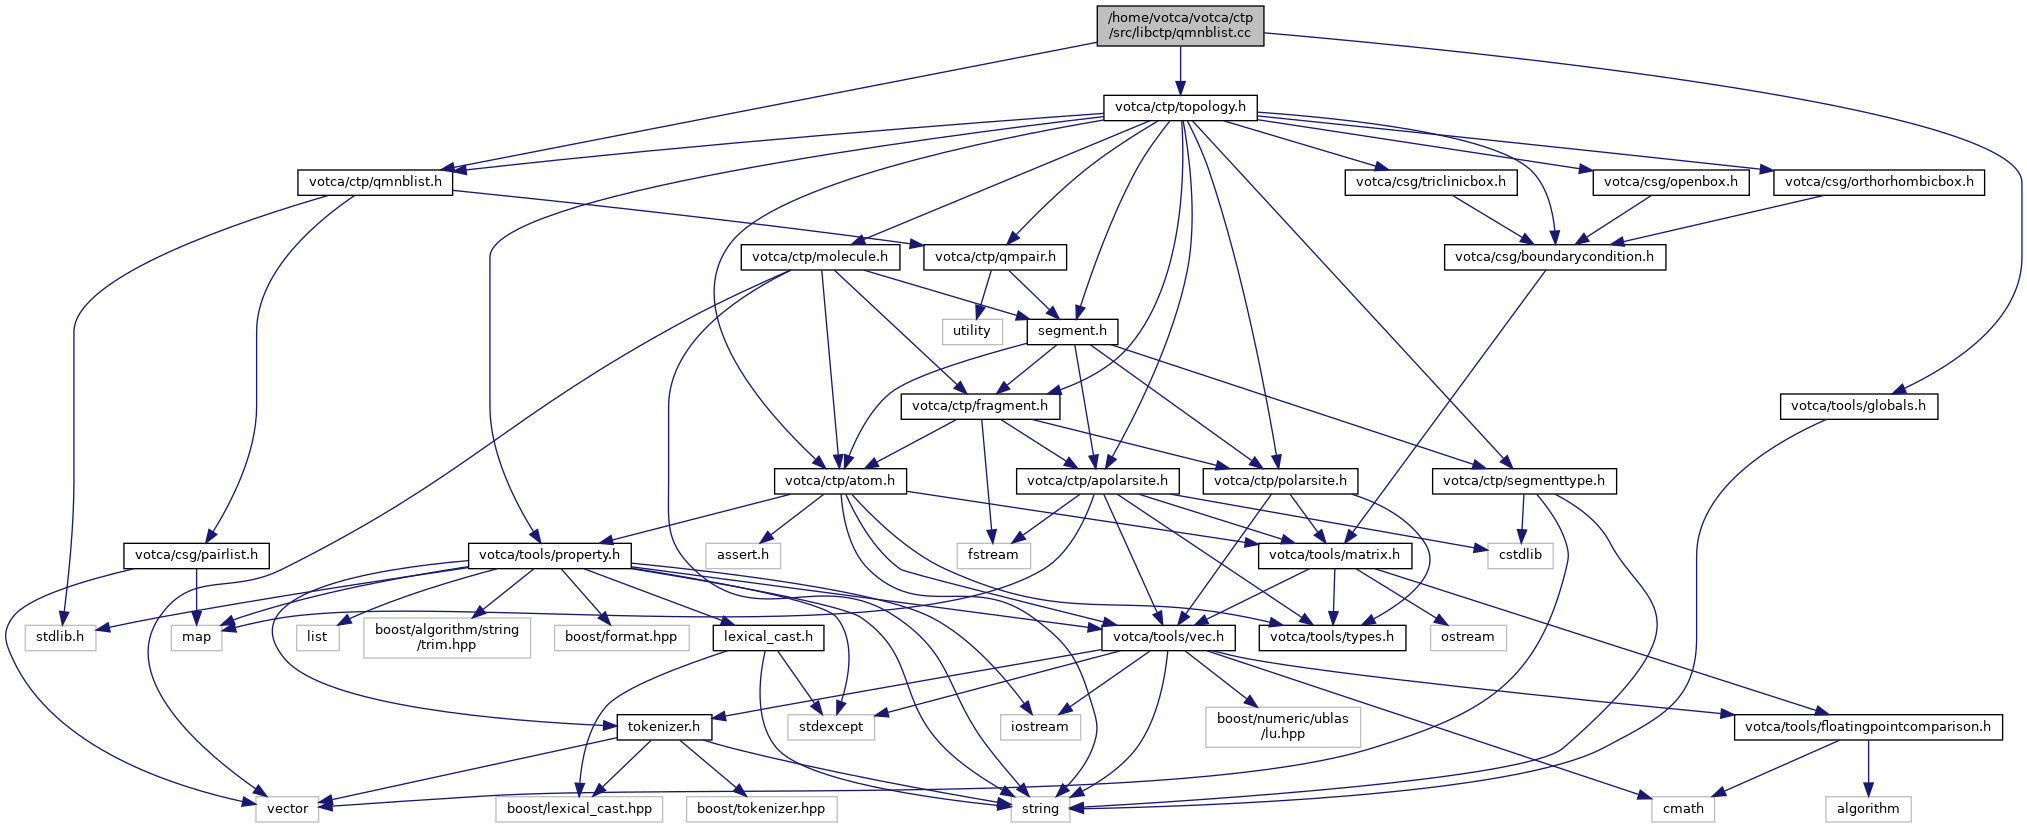 /home/votca/votca/ctp
/src/libctp/qmnblist.cc
votca/ctp/topology.h
votca/ctp/qmnblist.h
votca/csg/triclinicbox.h
votca/csg/openbox.h
votca/csg/orthorhombicbox.h
votca/ctp/molecule.h
votca/ctp/qmpair.h
votca/csg/boundarycondition.h
utility
segment.h
votca/ctp/fragment.h
votca/tools/globals.h
votca/ctp/atom.h
votca/ctp/apolarsite.h
votca/ctp/polarsite.h
votca/ctp/segmenttype.h
votca/csg/pairlist.h
votca/tools/property.h
assert.h
fstream
votca/tools/matrix.h
cstdlib
stdlib.h
map
list
boost/algorithm/string
/trim.hpp
boost/format.hpp
lexical_cast.h
votca/tools/vec.h
votca/tools/types.h
ostream
tokenizer.h
stdexcept
iostream
boost/numeric/ublas
/lu.hpp
votca/tools/floatingpointcomparison.h
vector
boost/lexical_cast.hpp
boost/tokenizer.hpp
string
cmath
algorithm